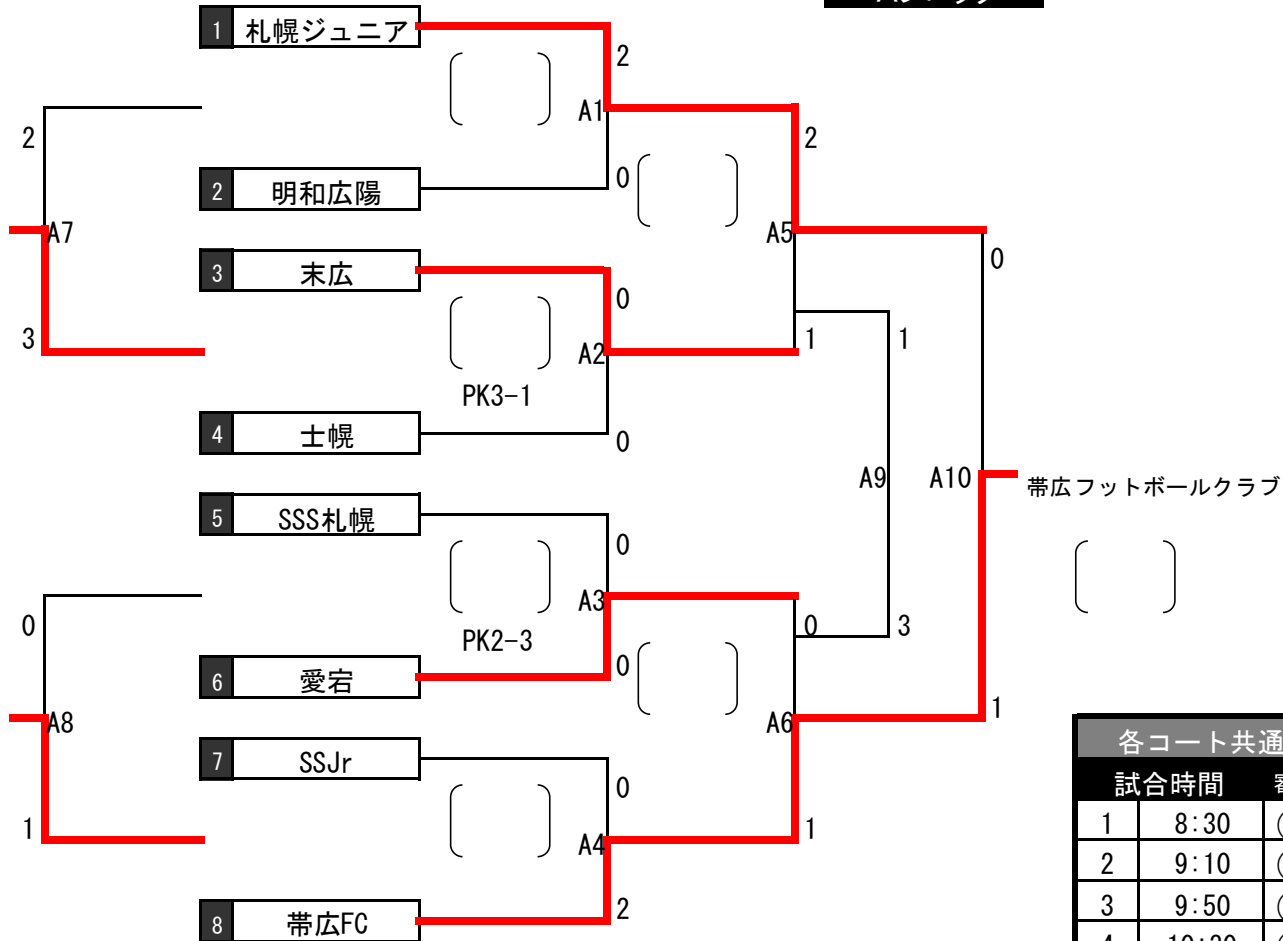 1 札幌ジュニア
2
A1
2
2
0
2 明和広陽
A7
A5
3 末広
0
0
3
A2
1
1
PK3-1
4 士幌
0
A9
A10
帯広フットボールクラブ
5 SSS札幌
0
A3
0
0
3
PK2-3
6 愛宕
0
A8
A6
1
7 SSJr
0
1
A4
1
8 帯広FC
2
各コート共通
試合時間
1 8:30
2 9:10
3 9:50